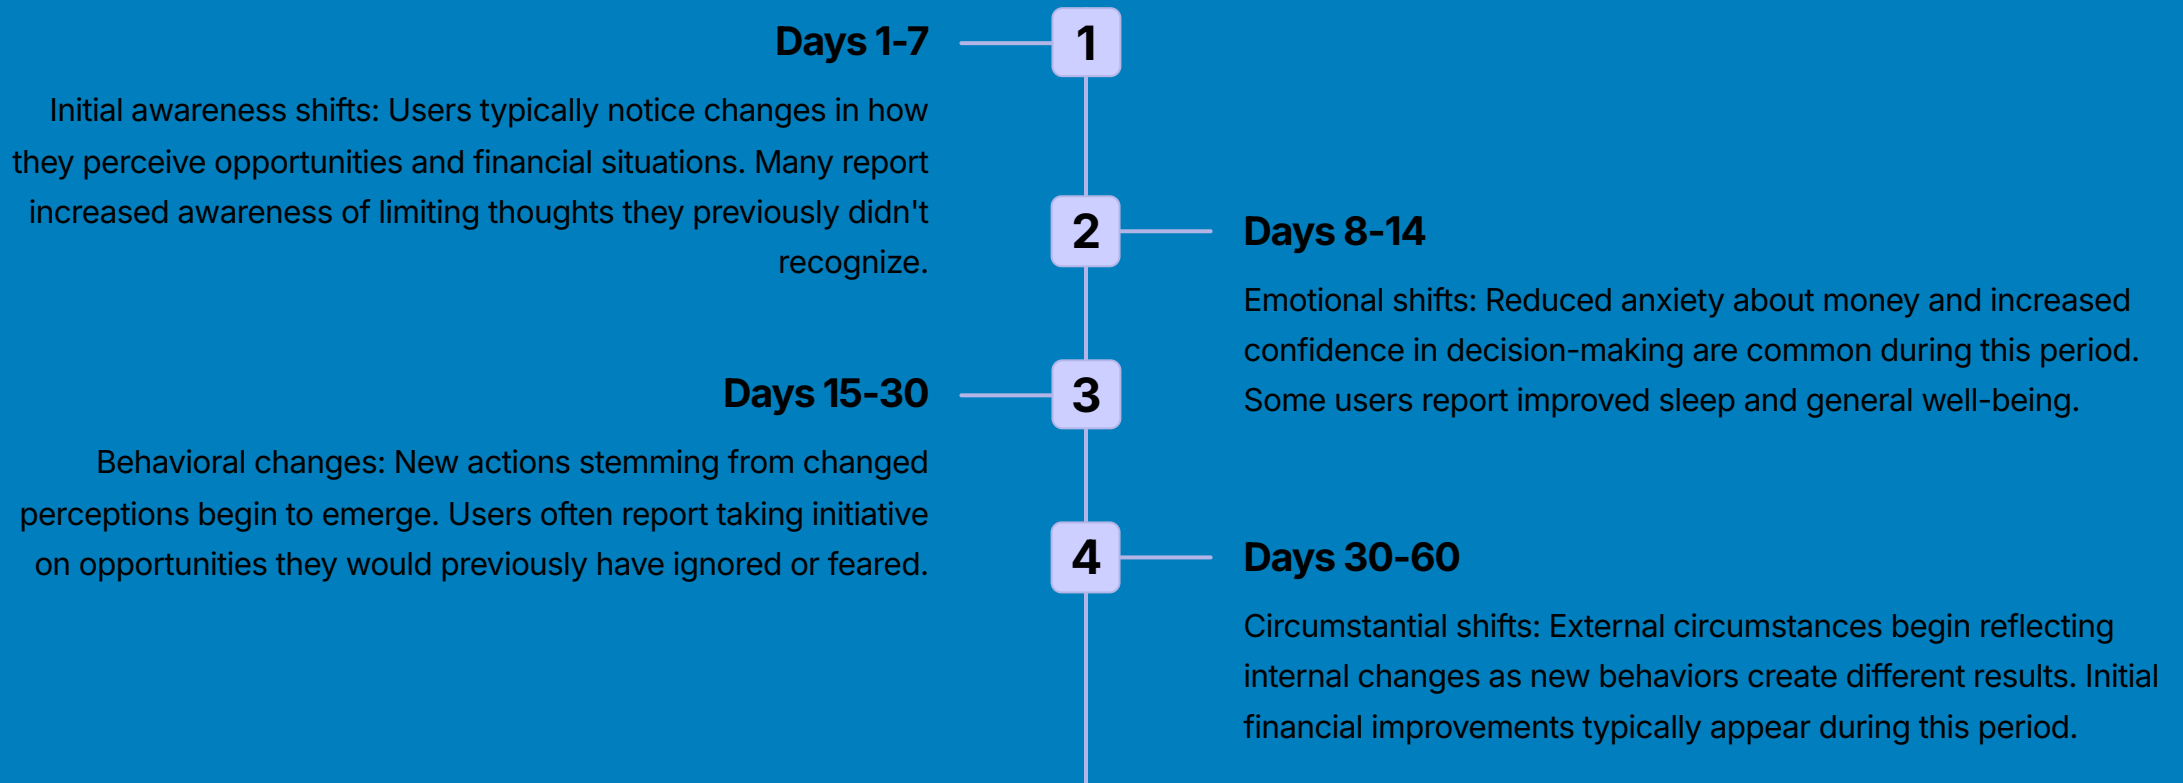 Days 1-7
1
Initial awareness shifts: Users typically notice changes in how
they perceive opportunities and financial situations. Many report
increased awareness of limiting thoughts they previously didn't
recognize.
2
Days 8-14
Emotional shifts: Reduced anxiety about money and increased
confidence in decision-making are common during this period.
Some users report improved sleep and general well-being.
Days 15-30
3
Behavioral changes: New actions stemming from changed
perceptions begin to emerge. Users often report taking initiative
on opportunities they would previously have ignored or feared.
4
Days 30-60
Circumstantial shifts: External circumstances begin reflecting
internal changes as new behaviors create different results. Initial
financial improvements typically appear during this period.